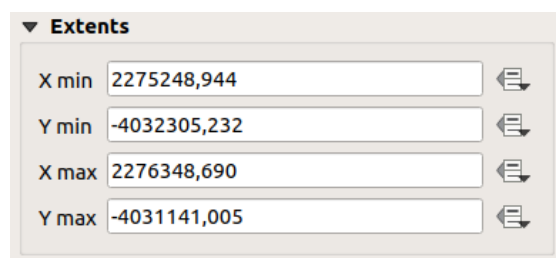 Extents
X min 2275248,944
Y min -4032305,232
X max 2276348,690
Y max -4031141,005